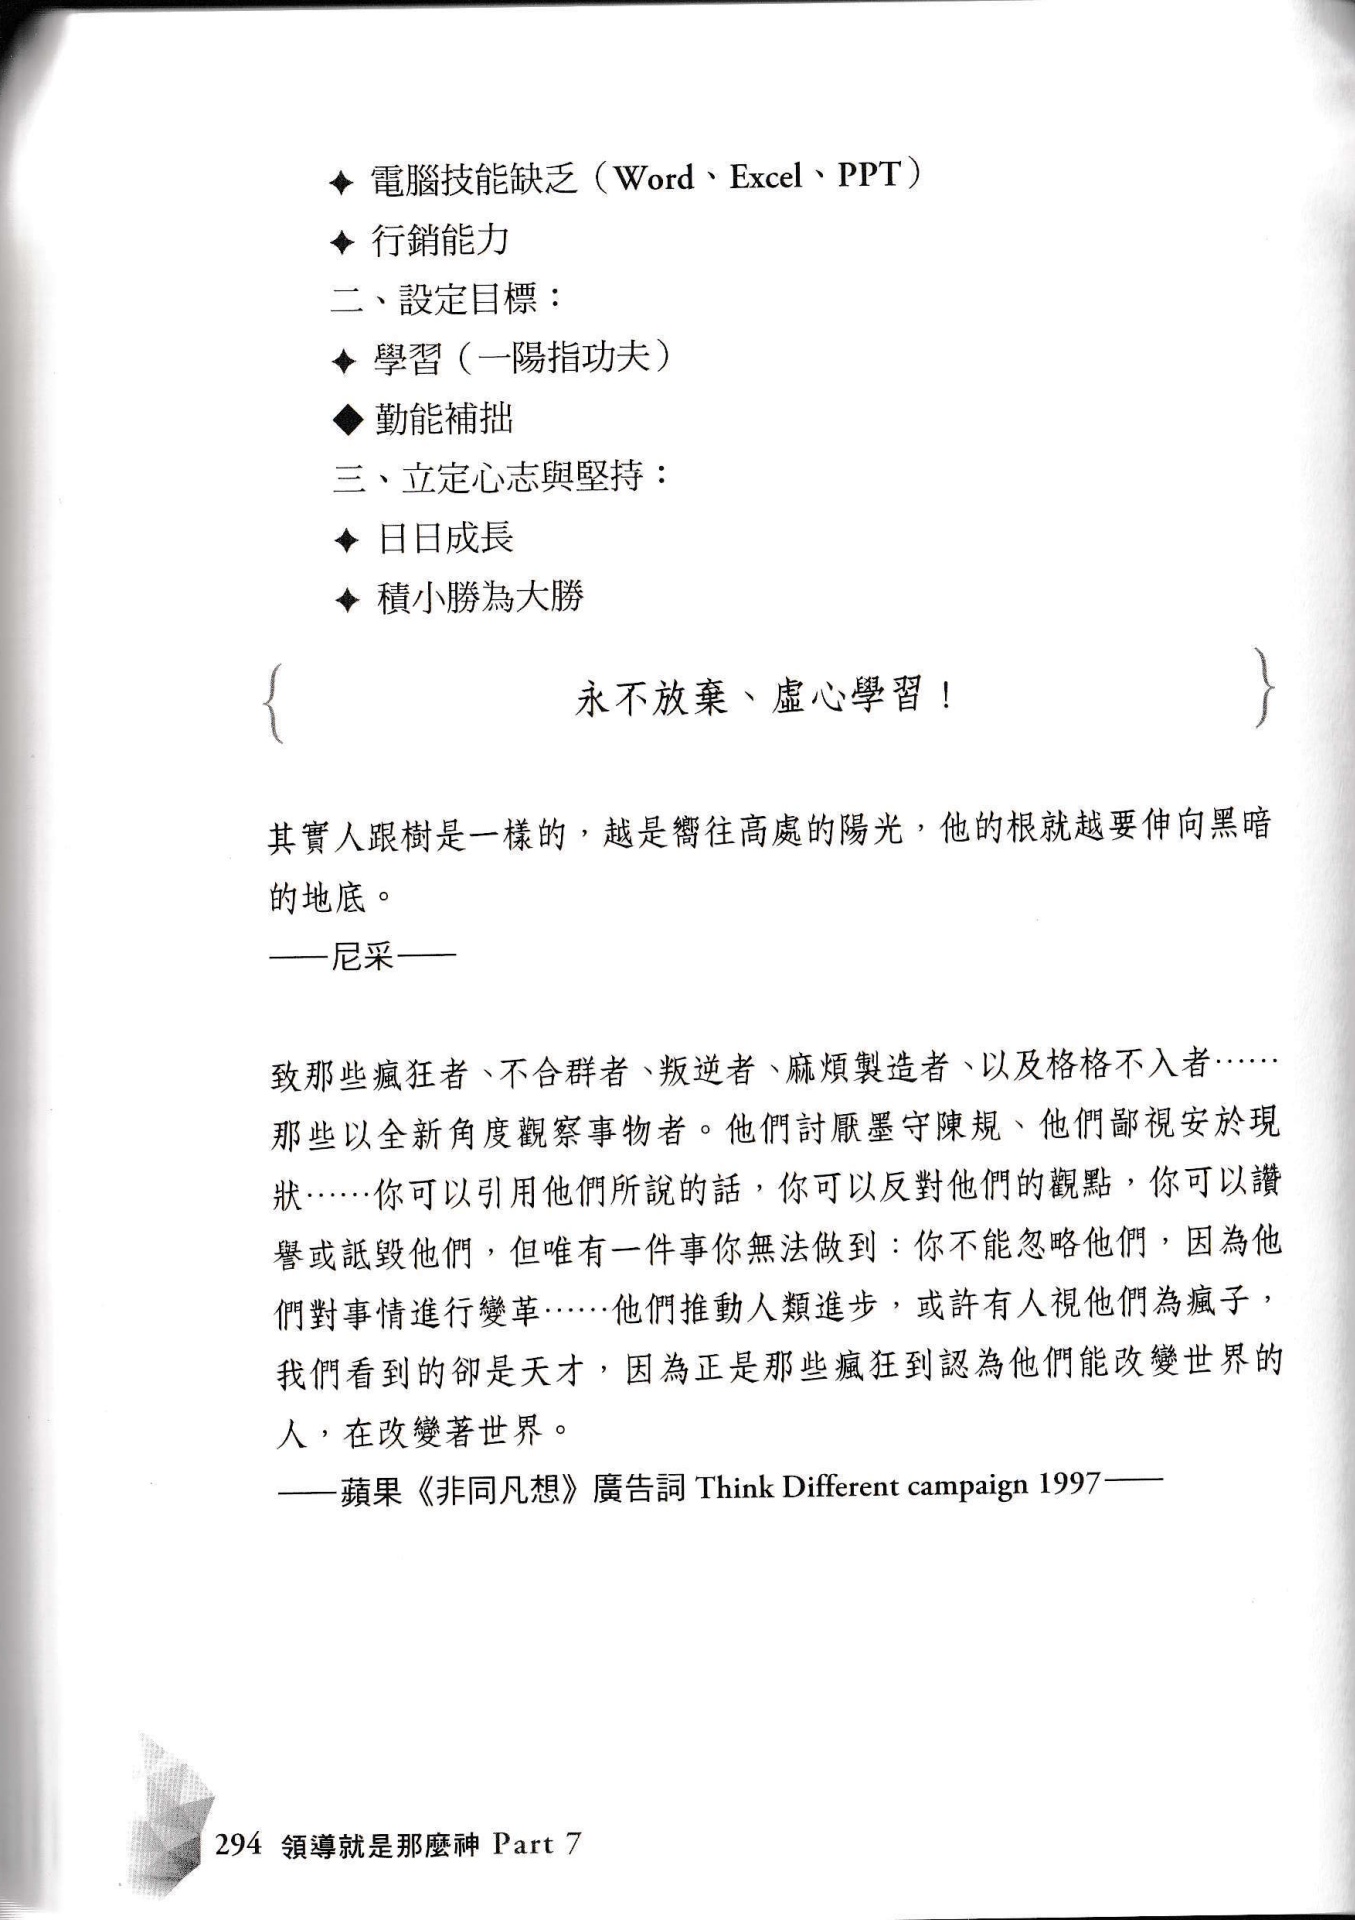 ✦ 電腦技能缺乏（Word、Excel、PPT）
✦ 行銷能力
二、設定目標：
✦ 學習（一陽指功夫）
◆ 勤能補拙
三、立定心志與堅持：
✦ 日日成長
✦ 積小勝為大勝
{ 永不放棄、虛心學習！ }
其實人跟樹是一樣的，越是嚮往高處的陽光，他的根就越要伸向黑暗
的地底。
——尼采——
致那些瘋狂者、不合群者、叛逆者、麻煩製造者、以及格格不入者……
那些以全新角度觀察事物者。他們討厭墨守陳規、他們鄙視安於現
狀……你可以引用他們所說的話，你可以反對他們的觀點，你可以讚
譽或詆毀他們，但唯有一件事你無法做到：你不能忽略他們，因為他
們對事情進行變革……他們推動人類進步，或許有人視他們為瘋子，
我們看到的卻是天才，因為正是那些瘋狂到認為他們能改變世界的
人，在改變著世界。
——蘋果《非同凡想》廣告詞 Think Different campaign 1997——
294 領導就是那麼神 Part 7